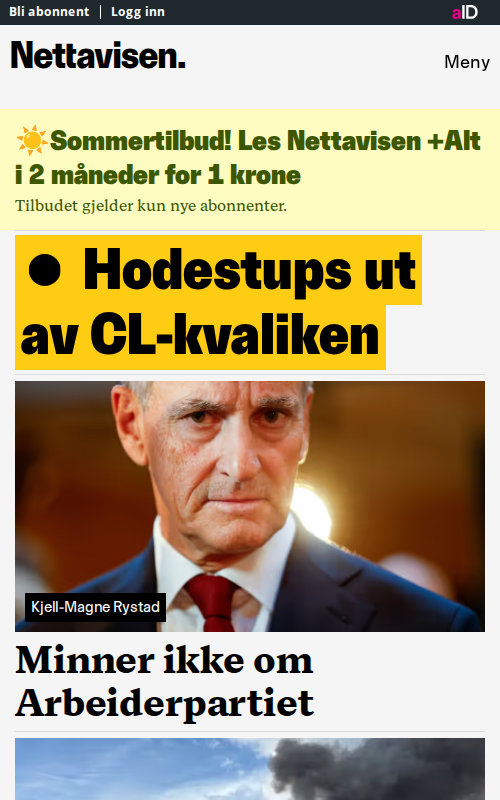 Bli abonnent
Logg inn
aID
Nettavisen.
Meny
☀️Sommertilbud! Les Nettavisen +Alt
i 2 måneder for 1 krone
Tilbudet gjelder kun nye abonnenter.
● Hodestups ut
av CL-kvaliken
Kjell-Magne Rystad
Minner ikke om
Arbeiderpartiet